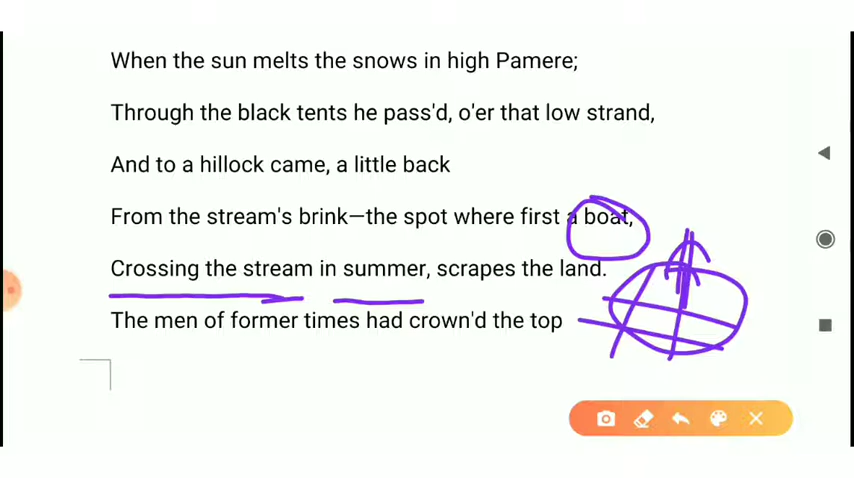 When the sun melts the snows in high Pamere;
Through the black tents he pass'd, o'er that low strand,
And to a hillock came, a little back
From the stream's brink—the spot where first a boat,
Crossing the stream in summer, scrapes the land.
The men of former times had crown'd the top